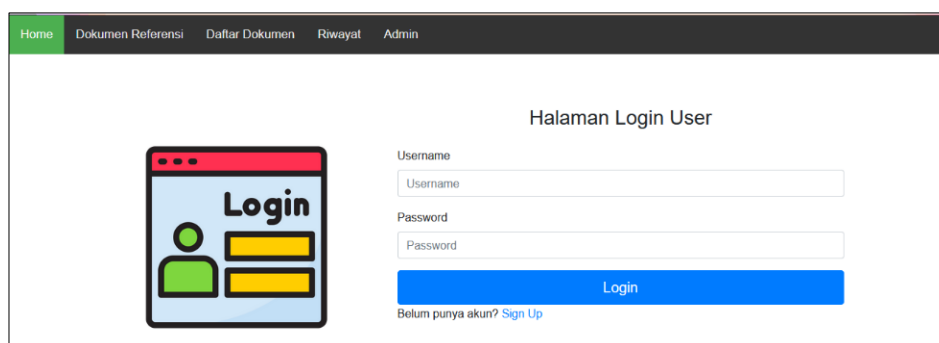 Home Dokumen Referensi Daftar Dokumen Riwayat Admin
Halaman Login User
Login
Username
Username
Password
Password
Login
Belum punya akun? Sign Up